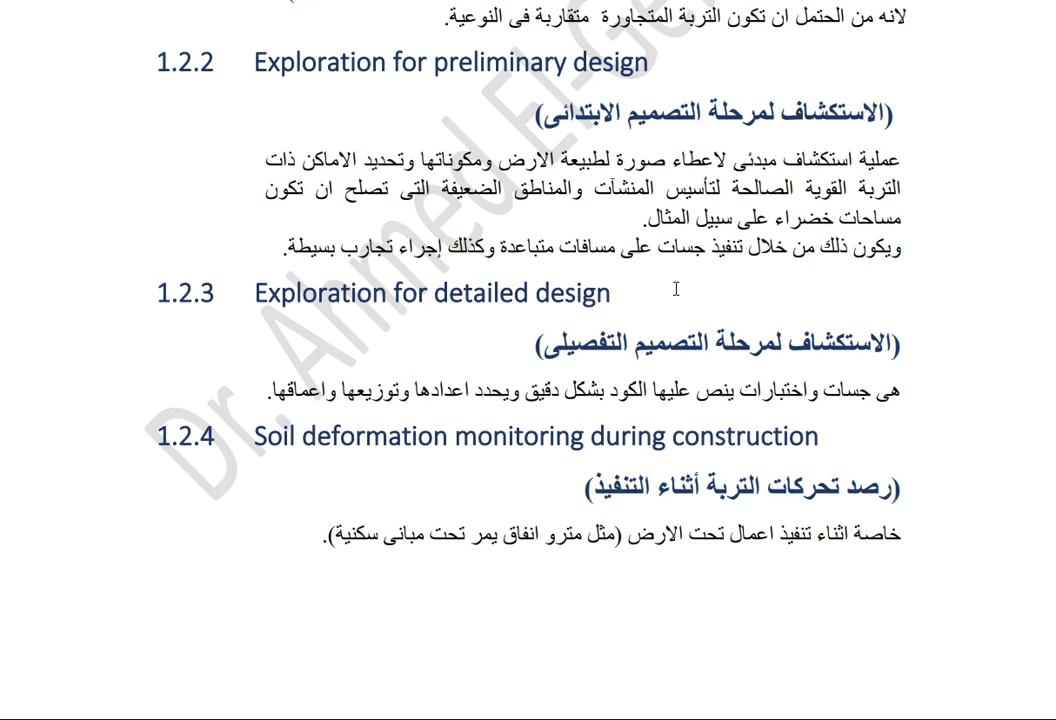 لانه من الحتمل ان تكون التربة المتجاورة متقاربة فى النوعية.
1.2.2 Exploration for preliminary design
(الاستكشاف لمرحلة التصميم الابتدائى)
عملية استكشاف مبدئى لاعطاء صورة لطبيعة الارض ومكوناتها وتحديد الاماكن ذات
التربة القوية الصالحة لتأسيس المنشآت والمناطق الضعيفة التى تصلح ان تكون
مساحات خضراء على سبيل المثال.
ويكون ذلك من خلال تنفيذ جسات على مسافات متباعدة وكذلك إجراء تجارب بسيطة.
1.2.3 Exploration for detailed design
(الاستكشاف لمرحلة التصميم التفصيلى)
هى جسات واختبارات ينص عليها الكود بشكل دقيق ويحدد اعدادها وتوزيعها واعماقها.
1.2.4 Soil deformation monitoring during construction
(رصد تحركات التربة أثناء التنفيذ)
خاصة اثناء تنفيذ اعمال تحت الارض (مثل مترو انفاق يمر تحت مبانى سكنية).
Dr. Ahmed El-Ge